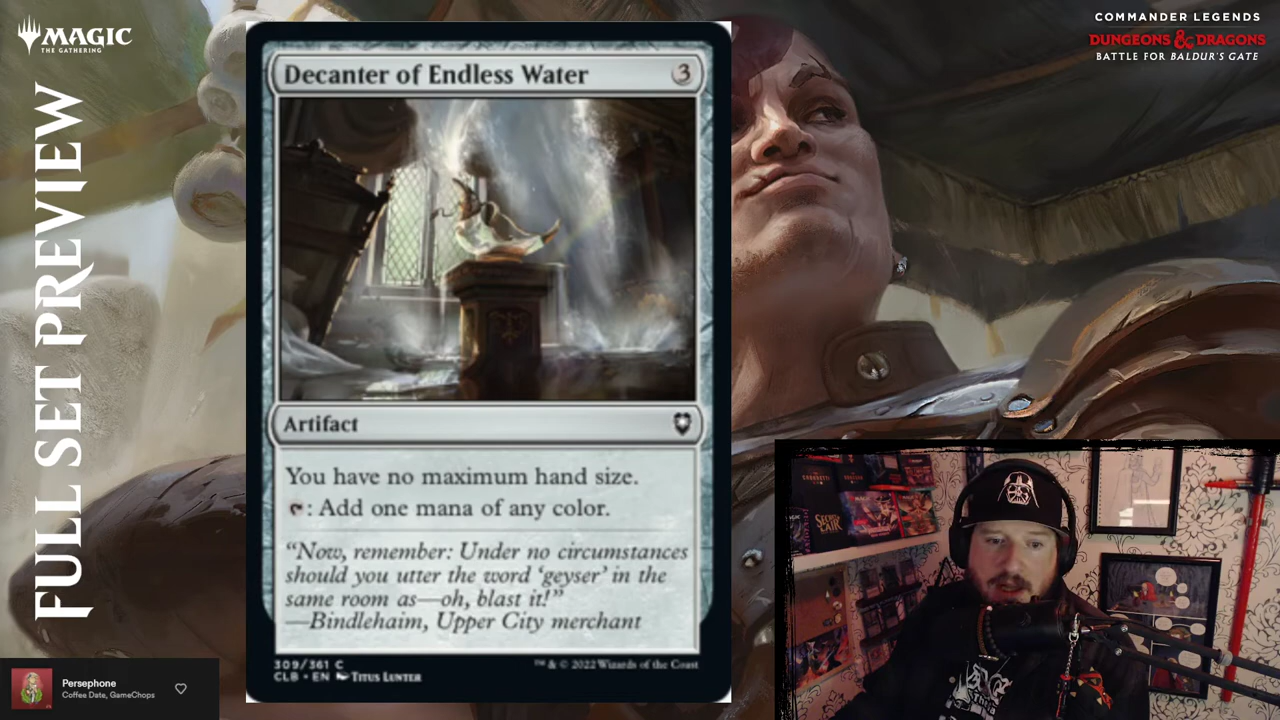 MAGIC
THE GATHERING
FULL SET PREVIEW
COMMANDER LEGENDS
DUNGEONS & DRAGONS
BATTLE FOR BALDUR'S GATE
Decanter of Endless Water 3
Artifact
You have no maximum hand size.
: Add one mana of any color.
"Now, remember: Under no circumstances
should you utter the word 'geyser' in the
same room as—oh, blast it!"
—Bindlehaim, Upper City merchant
309/361 C
CLB • EN TITUS LUNTER
™ & © 2022 Wizards of the Coast
Persephone
Coffee Date, GameChops
SECRET LAIR